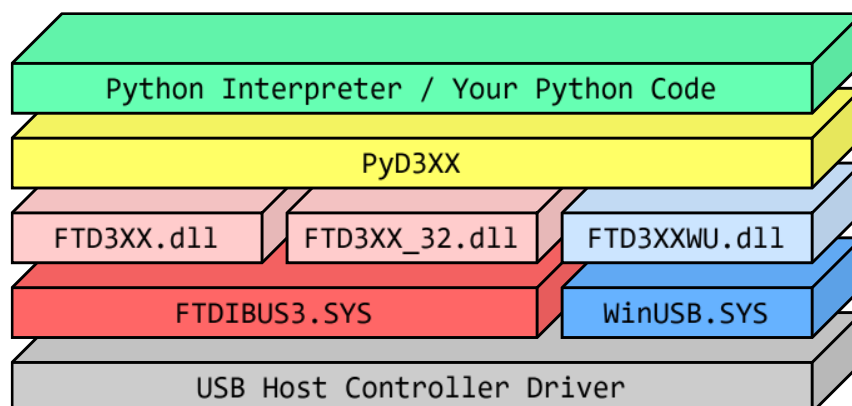 Python Interpreter / Your Python Code
PyD3XX
FTD3XX.dll FTD3XX_32.dll FTD3XXWU.dll
FTDIBUS3.SYS WinUSB.SYS
USB Host Controller Driver